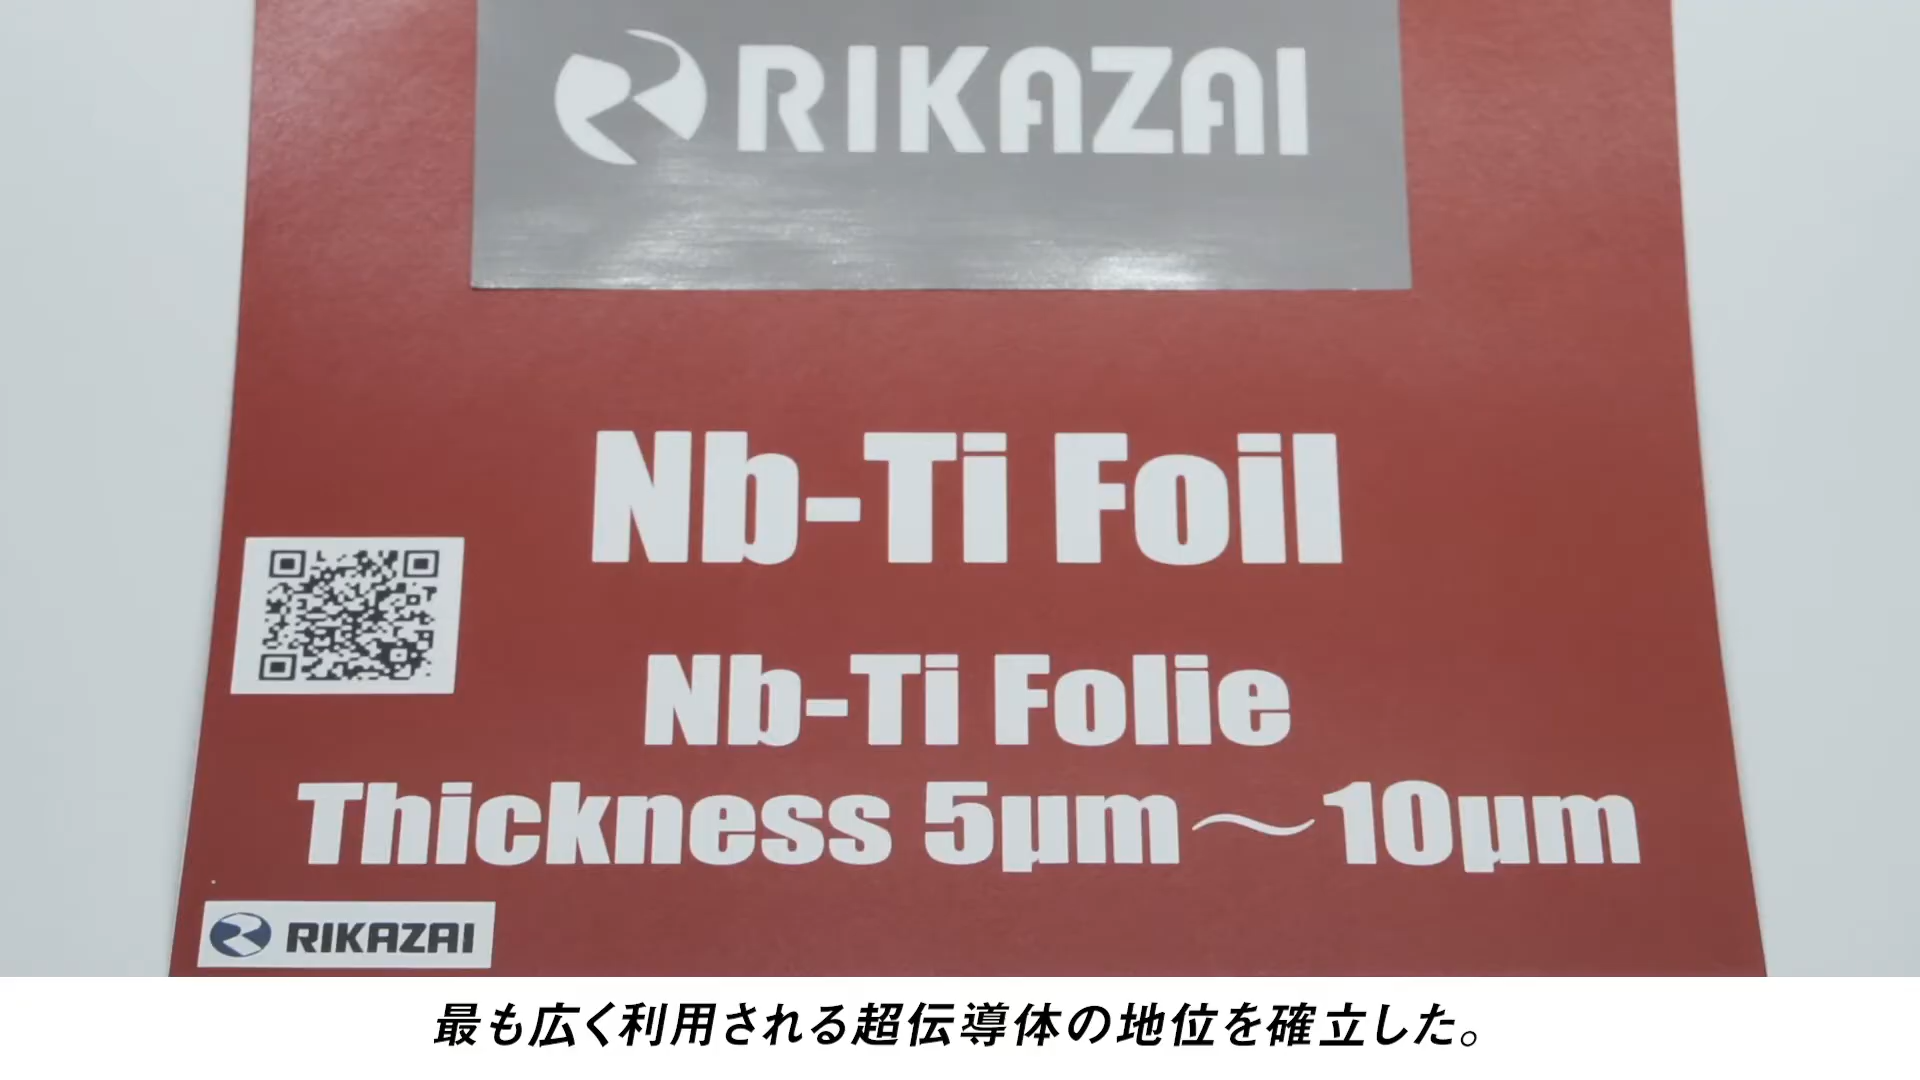 RIKAZAI
Nb-Ti Foil
Nb-Ti Folie
Thickness 5μm～10μm
RIKAZAI
最も広く利用される超伝導体の地位を確立した。